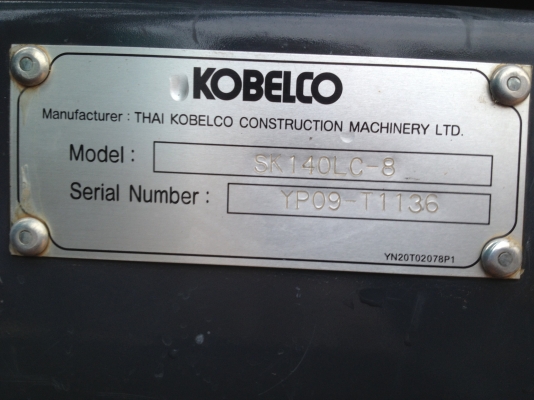 KOBELCO
Manufacturer : THAI KOBELCO CONSTRUCTION MACHINERY LTD.
Model : SK140LC-8
Serial Number : YP09-T1136
YN20T02078P1